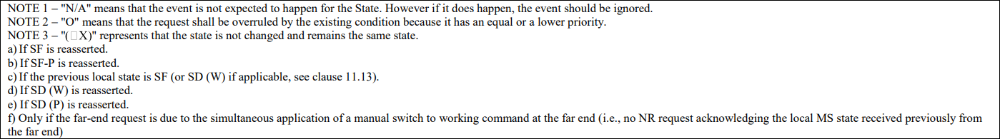 NOTE 1 – "N/A" means that the event is not expected to happen for the State. However if it does happen, the event should be ignored.
NOTE 2 – "O" means that the request shall be overruled by the existing condition because it has an equal or a lower priority.
NOTE 3 – "(□X)" represents that the state is not changed and remains the same state.
a) If SF is reasserted.
b) If SF-P is reasserted.
c) If the previous local state is SF (or SD (W) if applicable, see clause 11.13).
d) If SD (W) is reasserted.
e) If SD (P) is reasserted.
f) Only if the far-end request is due to the simultaneous application of a manual switch to working command at the far end (i.e., no NR request acknowledging the local MS state received previously from
the far end)